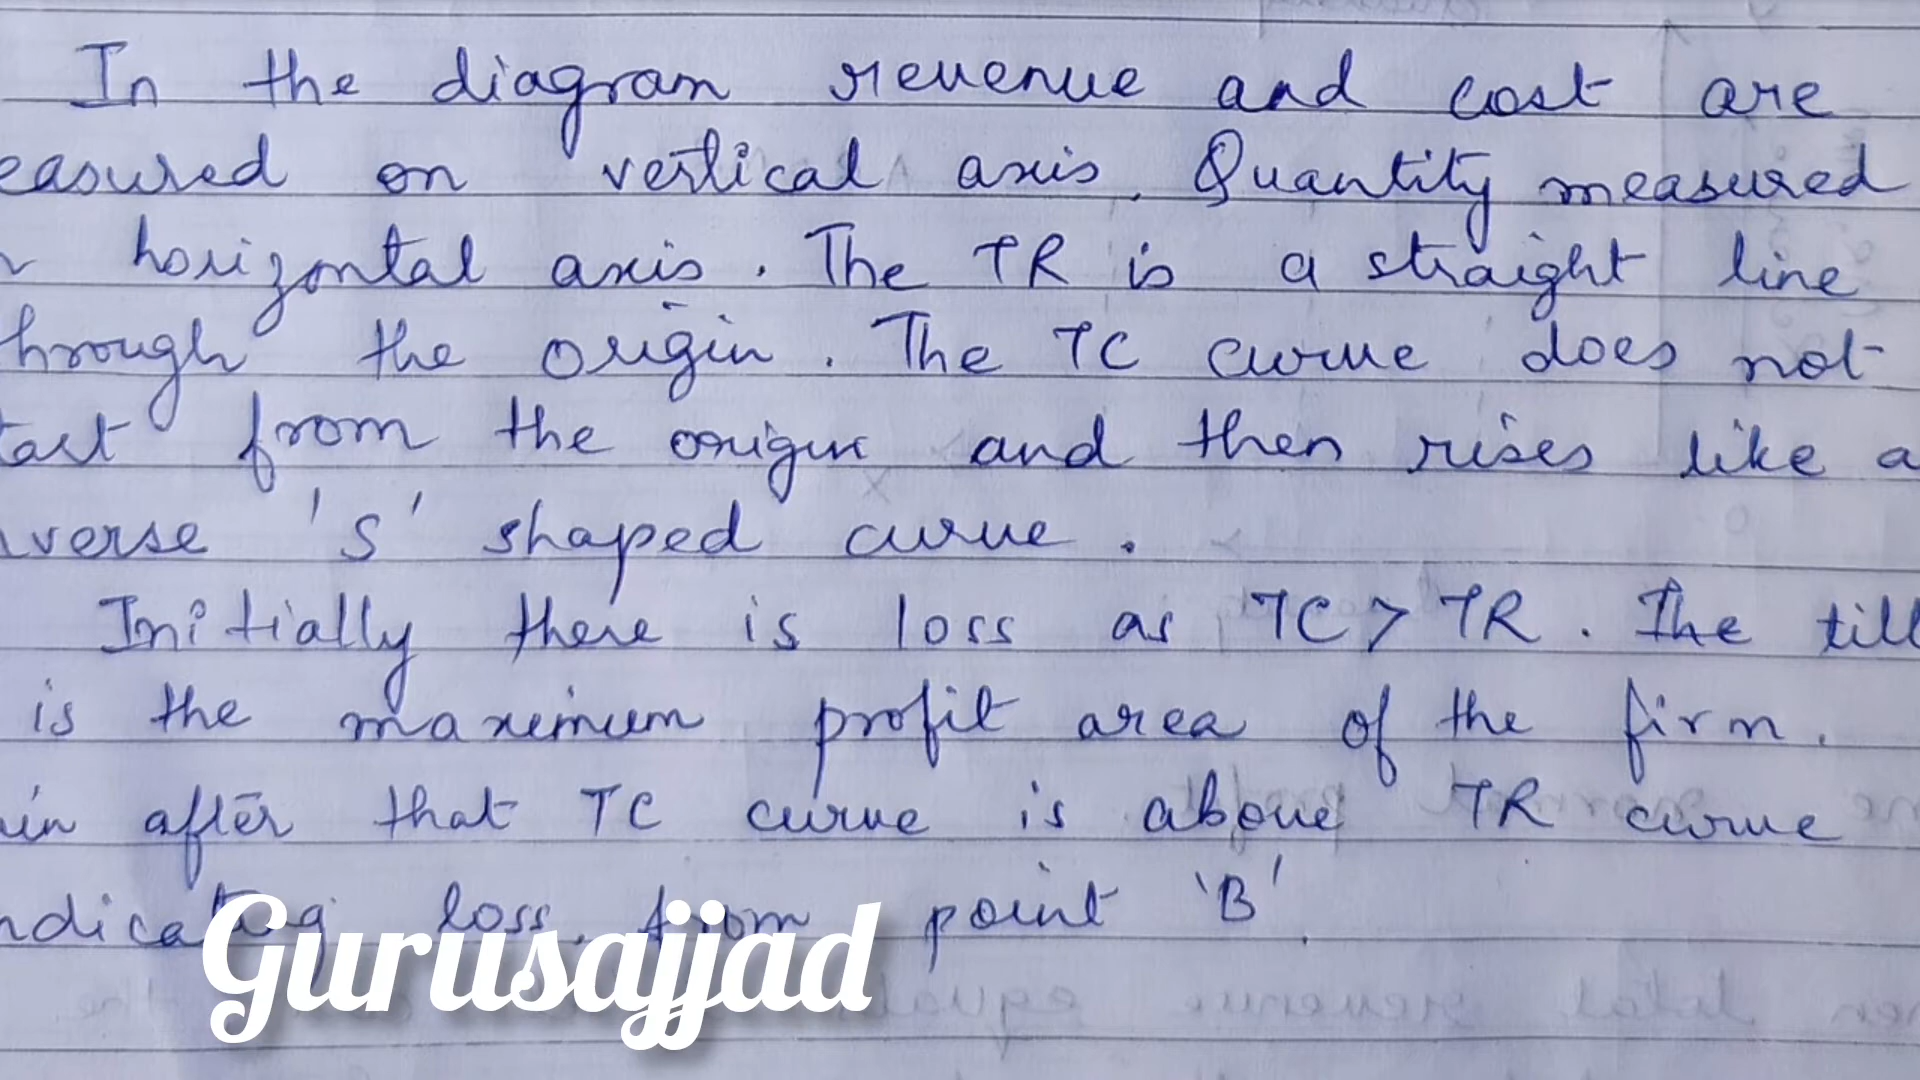 In the diagram revenue and cost are
easured on vertical axis. Quantity measured
horizontal axis. The TR is a straight line
hrough the origin. The TC curve does not
tart from the origin and then rises like a
verse 's' shaped curve.
Initially there is loss as TC > TR. The till
is the maximum profit area of the firm.
in after that TC curve is above TR curve
ndicating loss from point 'B'.
Gurusajjad